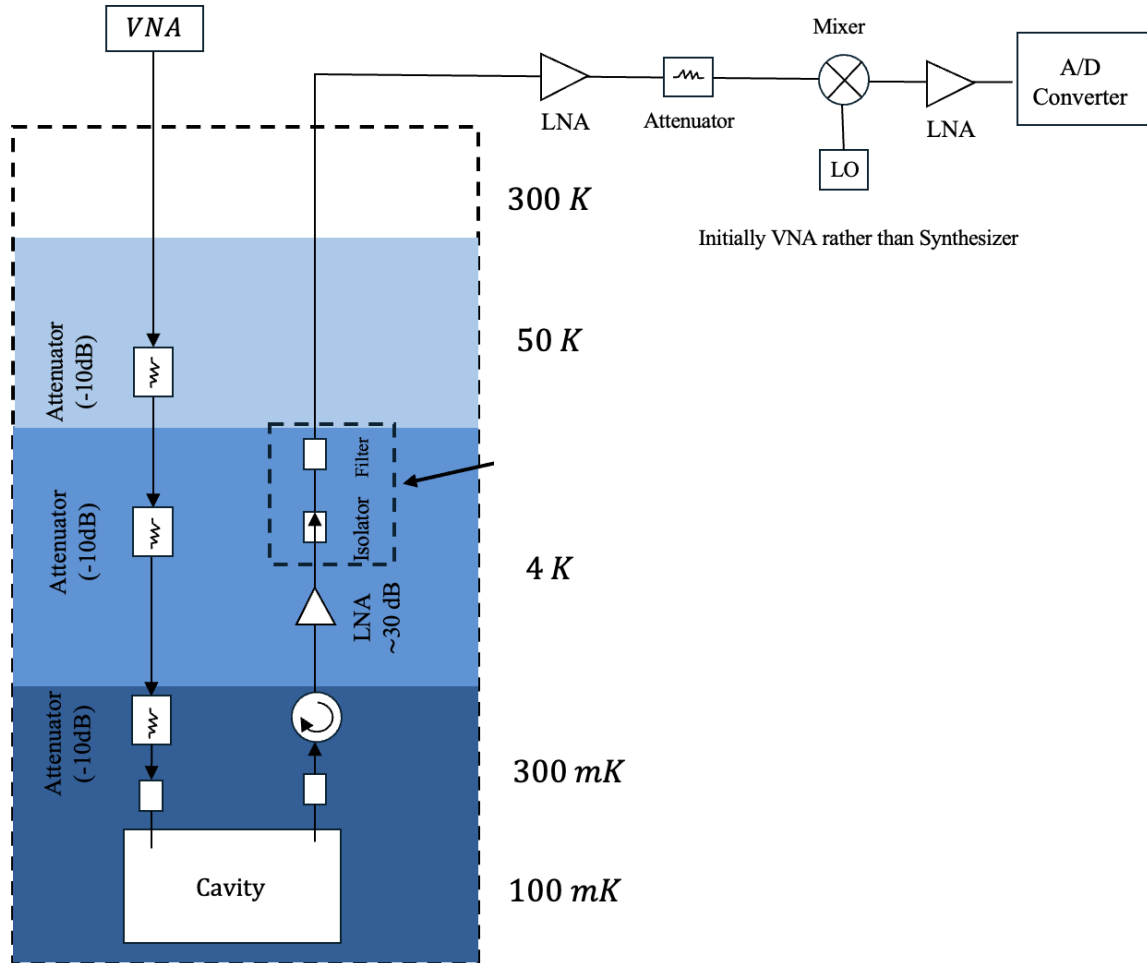 VNA
Mixer
A/D
Converter
LNA
Attenuator
LNA
LO
Initially VNA rather than Synthesizer
300 K
50 K
Attenuator
(-10dB)
Filter
Isolator
Attenuator
(-10dB)
4 K
LNA
~30 dB
Attenuator
(-10dB)
300 mK
Cavity
100 mK